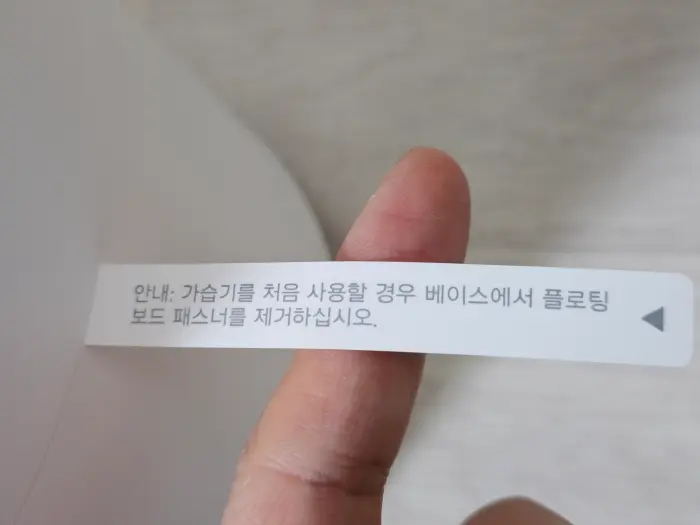 안내: 가습기를 처음 사용할 경우 베이스에서 플로팅
보드 패스너를 제거하십시오.